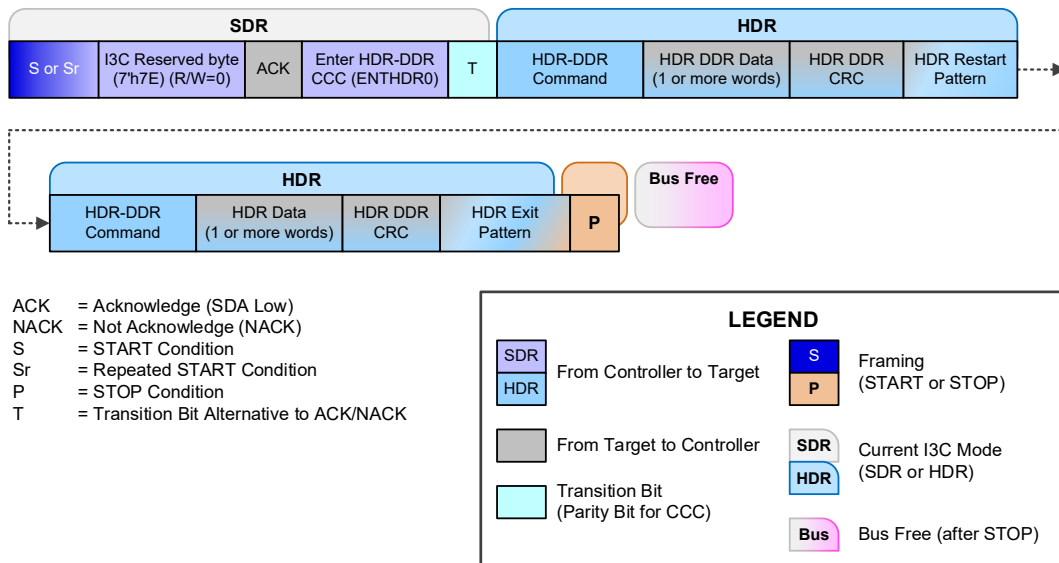 SDR
HDR
S or Sr
I3C Reserved byte
(7'h7E) (R/W=0)
ACK
Enter HDR-DDR
CCC (ENTHDR0)
T
HDR-DDR
Command
HDR DDR Data
(1 or more words)
HDR DDR
CRC
HDR Restart
Pattern
HDR
Bus Free
HDR-DDR
Command
HDR Data
(1 or more words)
HDR DDR
CRC
HDR Exit
Pattern
P
ACK = Acknowledge (SDA Low)
NACK = Not Acknowledge (NACK)
S = START Condition
Sr = Repeated START Condition
P = STOP Condition
T = Transition Bit Alternative to ACK/NACK
LEGEND
SDR
HDR
From Controller to Target
From Target to Controller
Transition Bit
(Parity Bit for CCC)
S
P
Framing
(START or STOP)
SDR
HDR
Current I3C Mode
(SDR or HDR)
Bus
Bus Free (after STOP)